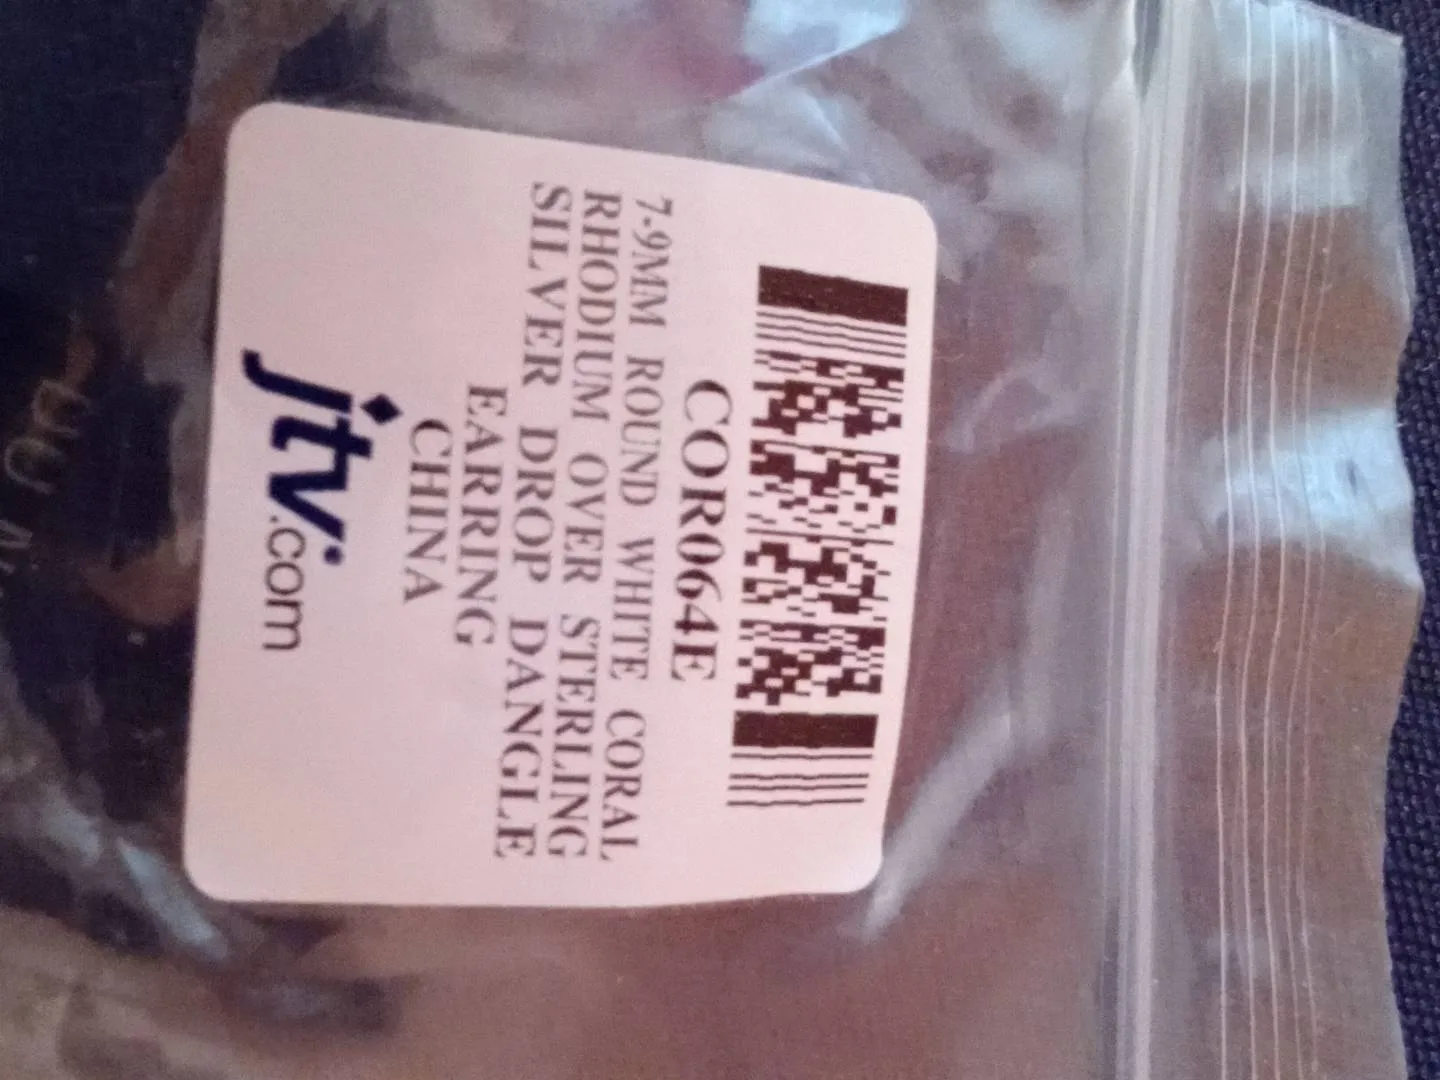 COR064E
7-9MM ROUND WHITE CORAL
RHODIUM OVER STERLING
SILVER DROP DANGLE
EARRING
CHINA
jtv.com